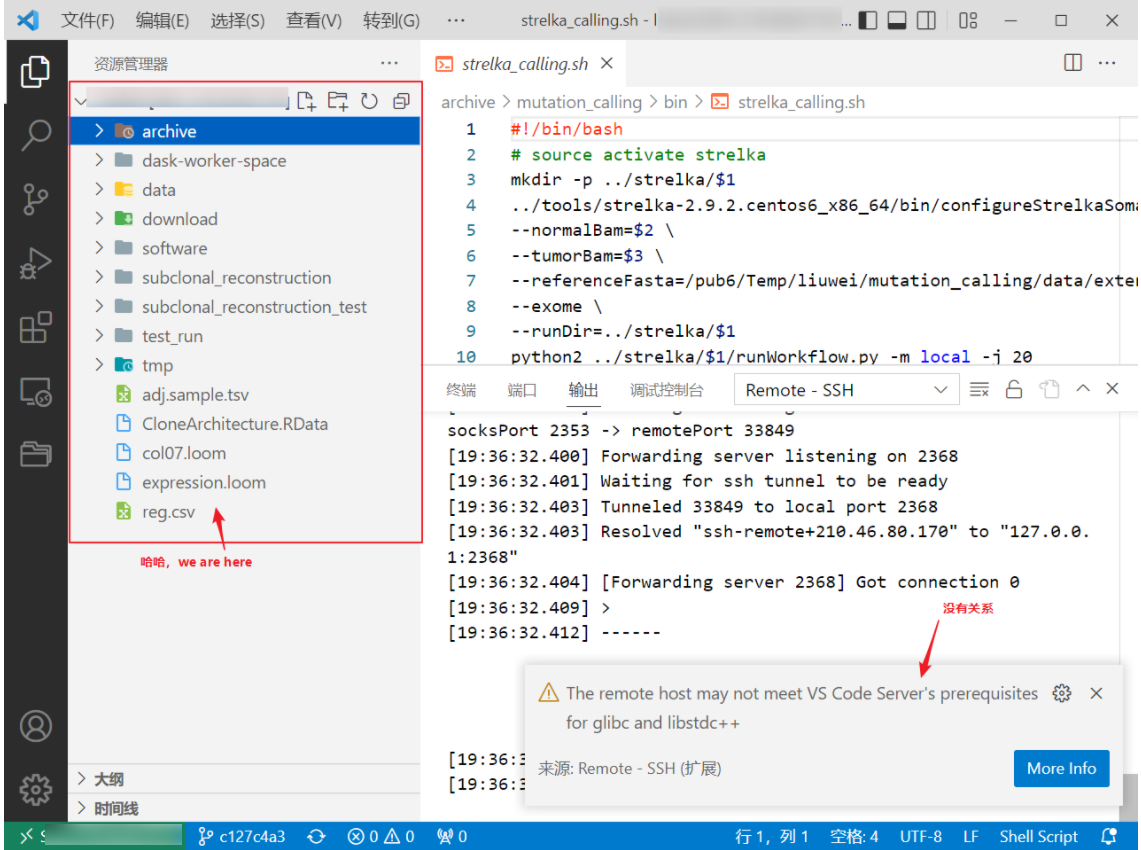 文件(F) 编辑(E) 选择(S) 查看(V) 转到(G) ··· strelka_calling.sh - l ...
资源管理器 ···
strelka_calling.sh
archive > mutation_calling > bin > strelka_calling.sh
archive
dask-worker-space
data
download
software
subclonal_reconstruction
subclonal_reconstruction_test
test_run
tmp
adj.sample.tsv
CloneArchitecture.RData
col07.loom
expression.loom
reg.csv
哈哈，we are here
大纲
时间线
1 #!/bin/bash
2 # source activate strelka
3 mkdir -p ../strelka/$1
4 ../tools/strelka-2.9.2.centos6_x86_64/bin/configureStrelkaSoma
5 --normalBam=$2 \
6 --tumorBam=$3 \
7 --referenceFasta=/pub6/Temp/liuwei/mutation_calling/data/exter
8 --exome \
9 --runDir=../strelka/$1
10 python2 ../strelka/$1/runWorkflow.py -m local -j 20
终端 端口 输出 调试控制台 Remote - SSH
socksPort 2353 -> remotePort 33849
[19:36:32.400] Forwarding server listening on 2368
[19:36:32.401] Waiting for ssh tunnel to be ready
[19:36:32.403] Tunneled 33849 to local port 2368
[19:36:32.403] Resolved "ssh-remote+210.46.80.170" to "127.0.0.
1:2368"
[19:36:32.404] [Forwarding server 2368] Got connection 0
[19:36:32.409] >
没有关系
[19:36:32.412] ------
The remote host may not meet VS Code Server's prerequisites
for glibc and libstdc++
[19:36:3
来源: Remote - SSH (扩展) More Info
[19:36:3
c127c4a3 0 0 0 行 1，列 1 空格: 4 UTF-8 LF Shell Script